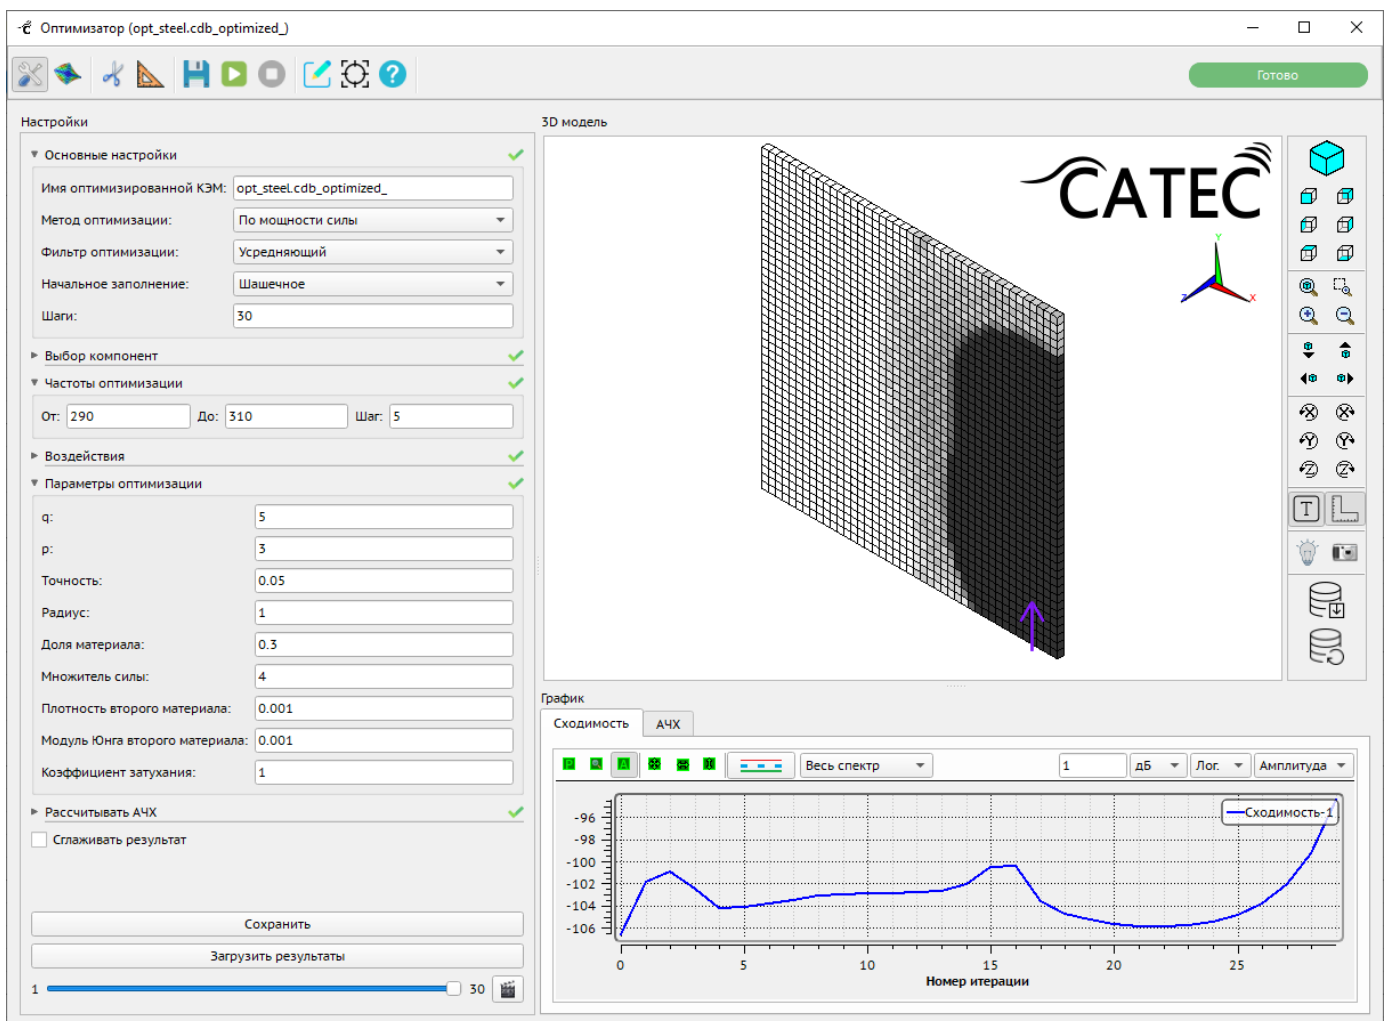 Оптимизатор (opt_steel.cdb_optimized_)
Готово
Настройки
Основные настройки
Имя оптимизированной КЭМ: opt_steel.cdb_optimized_
Метод оптимизации: По мощности силы
Фильтр оптимизации: Усредняющий
Начальное заполнение: Шашечное
Шаги: 30
Выбор компонент
Частоты оптимизации
От: 290 До: 310 Шаг: 5
Воздействия
Параметры оптимизации
q: 5
p: 3
Точность: 0.05
Радиус: 1
Доля материала: 0.3
Множитель силы: 4
Плотность второго материала: 0.001
Модуль Юнга второго материала: 0.001
Коэффициент затухания: 1
Рассчитывать АЧХ
Сглаживать результат
Сохранить
Загрузить результаты
1 30
3D модель
CATEC
Y
Z X
X X
Y Y
Z Z
T
График
Сходимость АЧХ
P A Весь спектр 1 дБ Лог. Амплитуда
Сходимость-1
-96
-98
-100
-102
-104
-106
0 5 10 15 20 25
Номер итерации